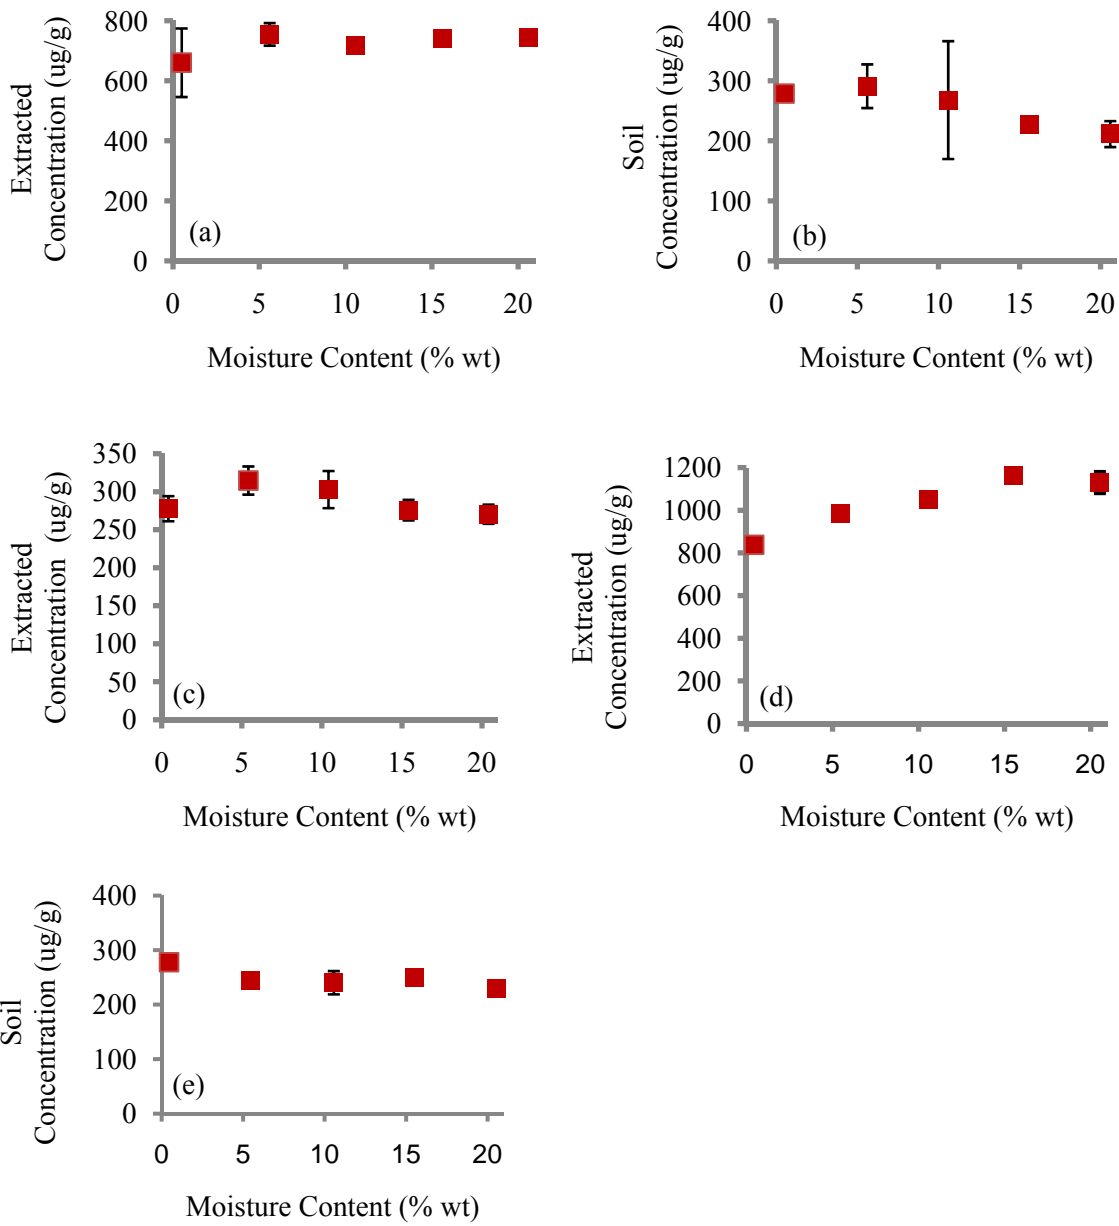 Extracted
Concentration (ug/g)
800
600
400
200
0
(a)
0 5 10 15 20
Moisture Content (% wt)
Soil
Concentration (ug/g)
400
300
200
100
0
(b)
0 5 10 15 20
Moisture Content (% wt)
Extracted
Concentration (ug/g)
350
300
250
200
150
100
50
0
(c)
0 5 10 15 20
Moisture Content (% wt)
Extracted
Concentration (ug/g)
1200
1000
800
600
400
200
0
(d)
0 5 10 15 20
Moisture Content (% wt)
Soil
Concentration (ug/g)
400
300
200
100
0
(e)
0 5 10 15 20
Moisture Content (% wt)